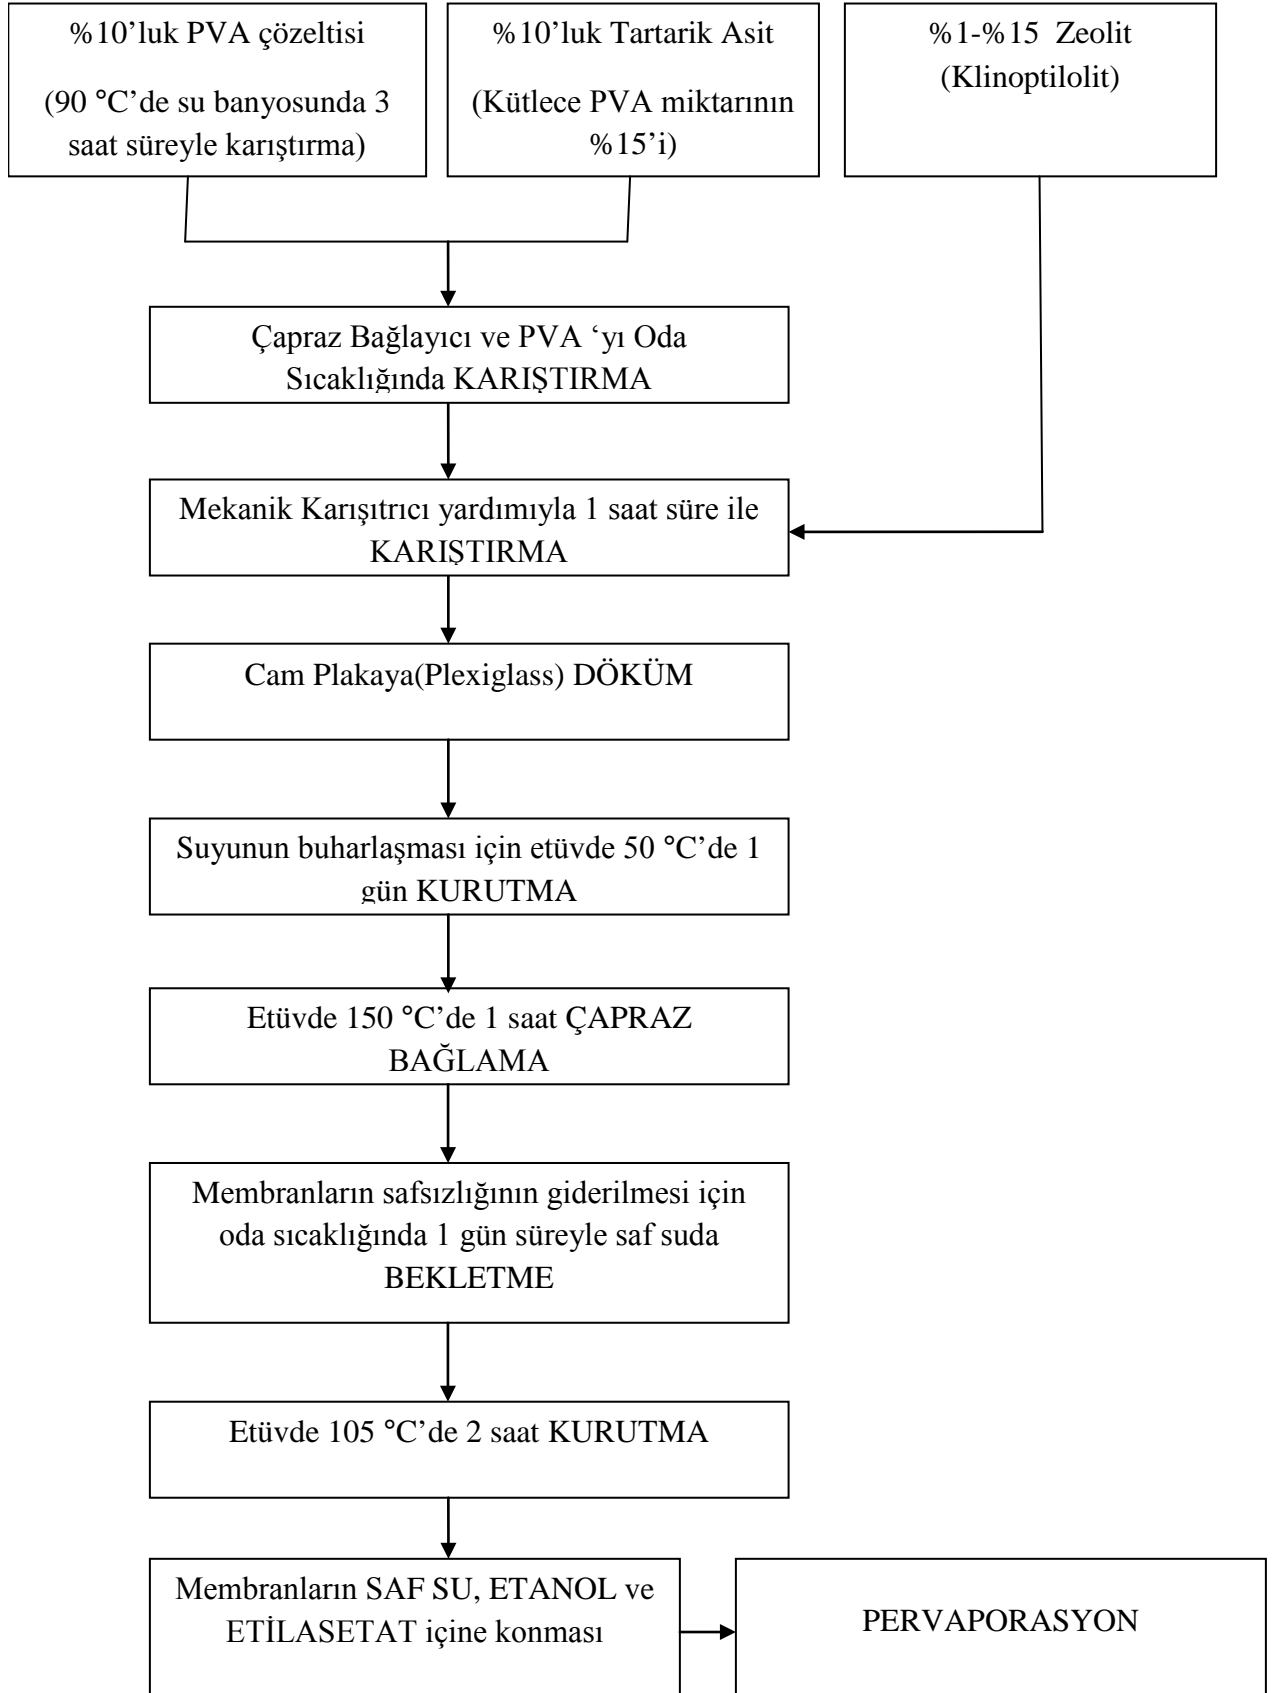 %10’luk PVA çözeltisi
(90 °C’de su banyosunda 3
saat süreyle karıştırma)
%10’luk Tartarik Asit
(Kütlece PVA miktarının
%15’i)
%1-%15 Zeolit
(Klinoptilolit)
Çapraz Bağlayıcı ve PVA ‘yı Oda
Sıcaklığında KARIŞTIRMA
Mekanik Karışıtrıcı yardımıyla 1 saat süre ile
KARIŞTIRMA
Cam Plakaya(Plexiglass) DÖKÜM
Suyunun buharlaşması için etüvde 50 °C’de 1
gün KURUTMA
Etüvde 150 °C’de 1 saat ÇAPRAZ
BAĞLAMA
Membranların safsızlığının giderilmesi için
oda sıcaklığında 1 gün süreyle saf suda
BEKLETME
Etüvde 105 °C’de 2 saat KURUTMA
Membranların SAF SU, ETANOL ve
ETİLASETAT içine konması
PERVAPORASYON